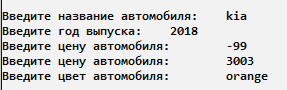 Введите название автомобиля: kia
Введите год выпуска: 2018
Введите цену автомобиля: -99
Введите цену автомобиля: 3003
Введите цвет автомобиля: orange